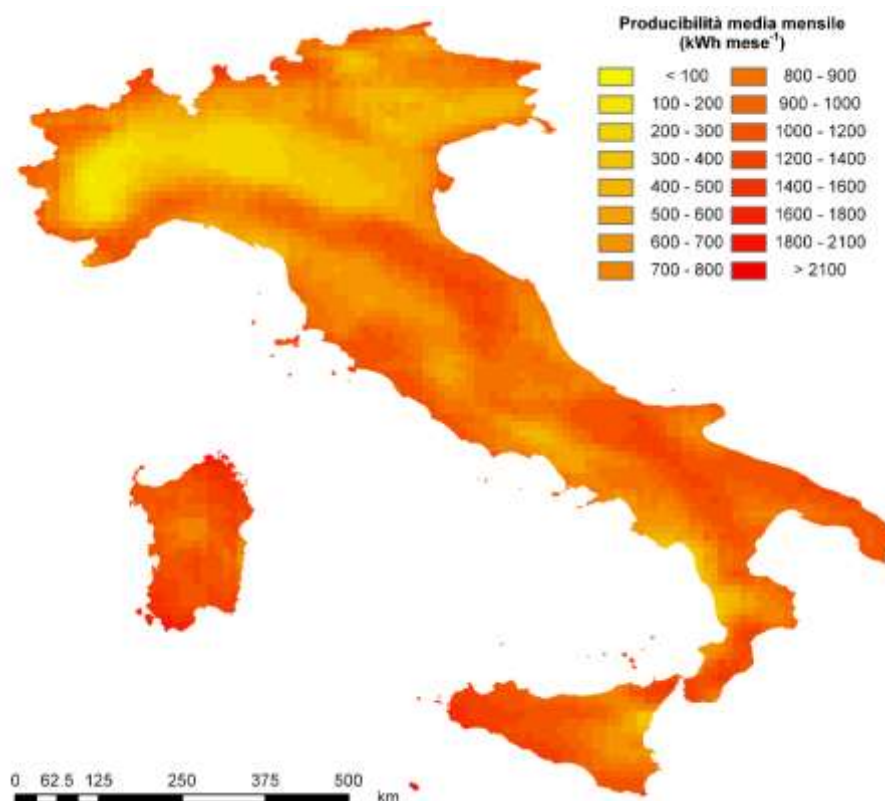 Producibilità media mensile
(kWh mese⁻¹)
< 100
800 - 900
100 - 200
900 - 1000
200 - 300
1000 - 1200
300 - 400
1200 - 1400
400 - 500
1400 - 1600
500 - 600
1600 - 1800
600 - 700
1800 - 2100
700 - 800
> 2100
0 62.5 125 250 375 500
km